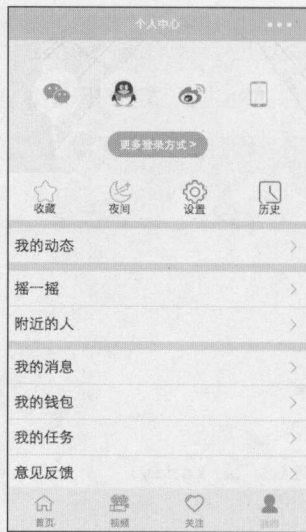 个人中心
更多登录方式 >
收藏 夜间 设置 历史
我的动态
摇一摇
附近的人
我的消息
我的钱包
我的任务
意见反馈
首页 视频 关注 我的